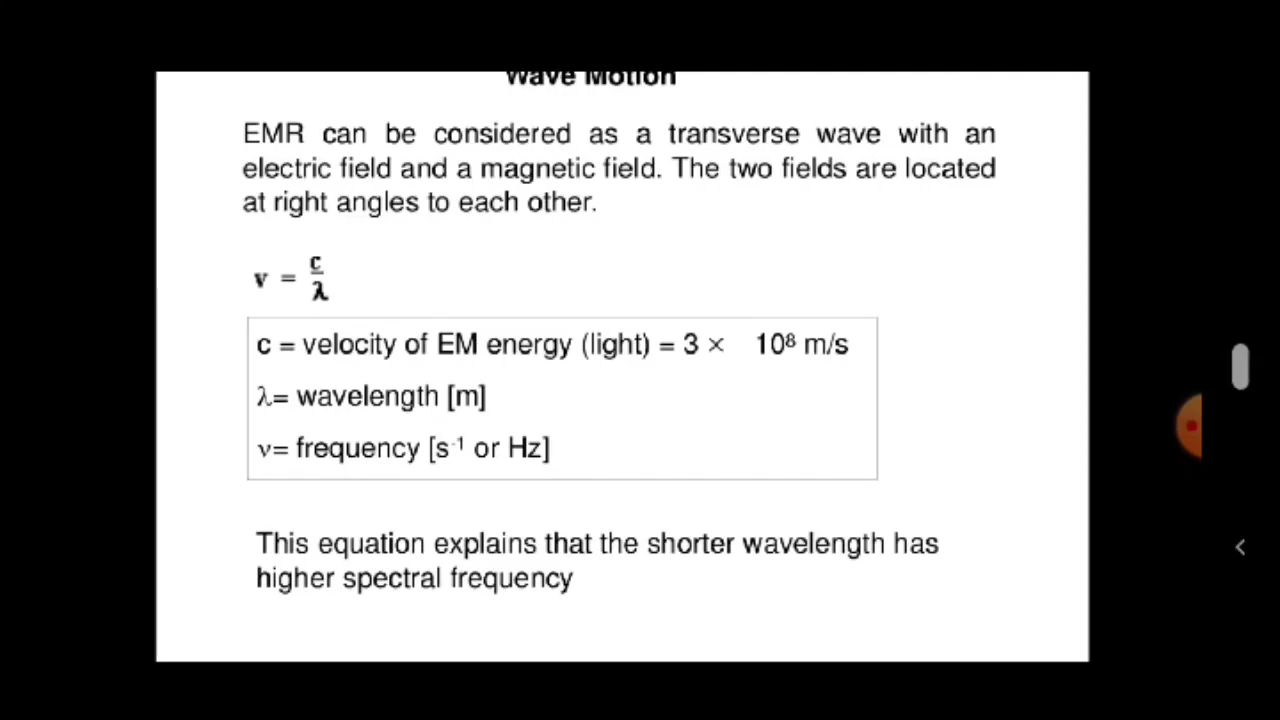 Wave Motion
EMR can be considered as a transverse wave with an
electric field and a magnetic field. The two fields are located
at right angles to each other.
v = c/λ
c = velocity of EM energy (light) = 3 × 10⁸ m/s
λ= wavelength [m]
ν= frequency [s⁻¹ or Hz]
This equation explains that the shorter wavelength has
higher spectral frequency